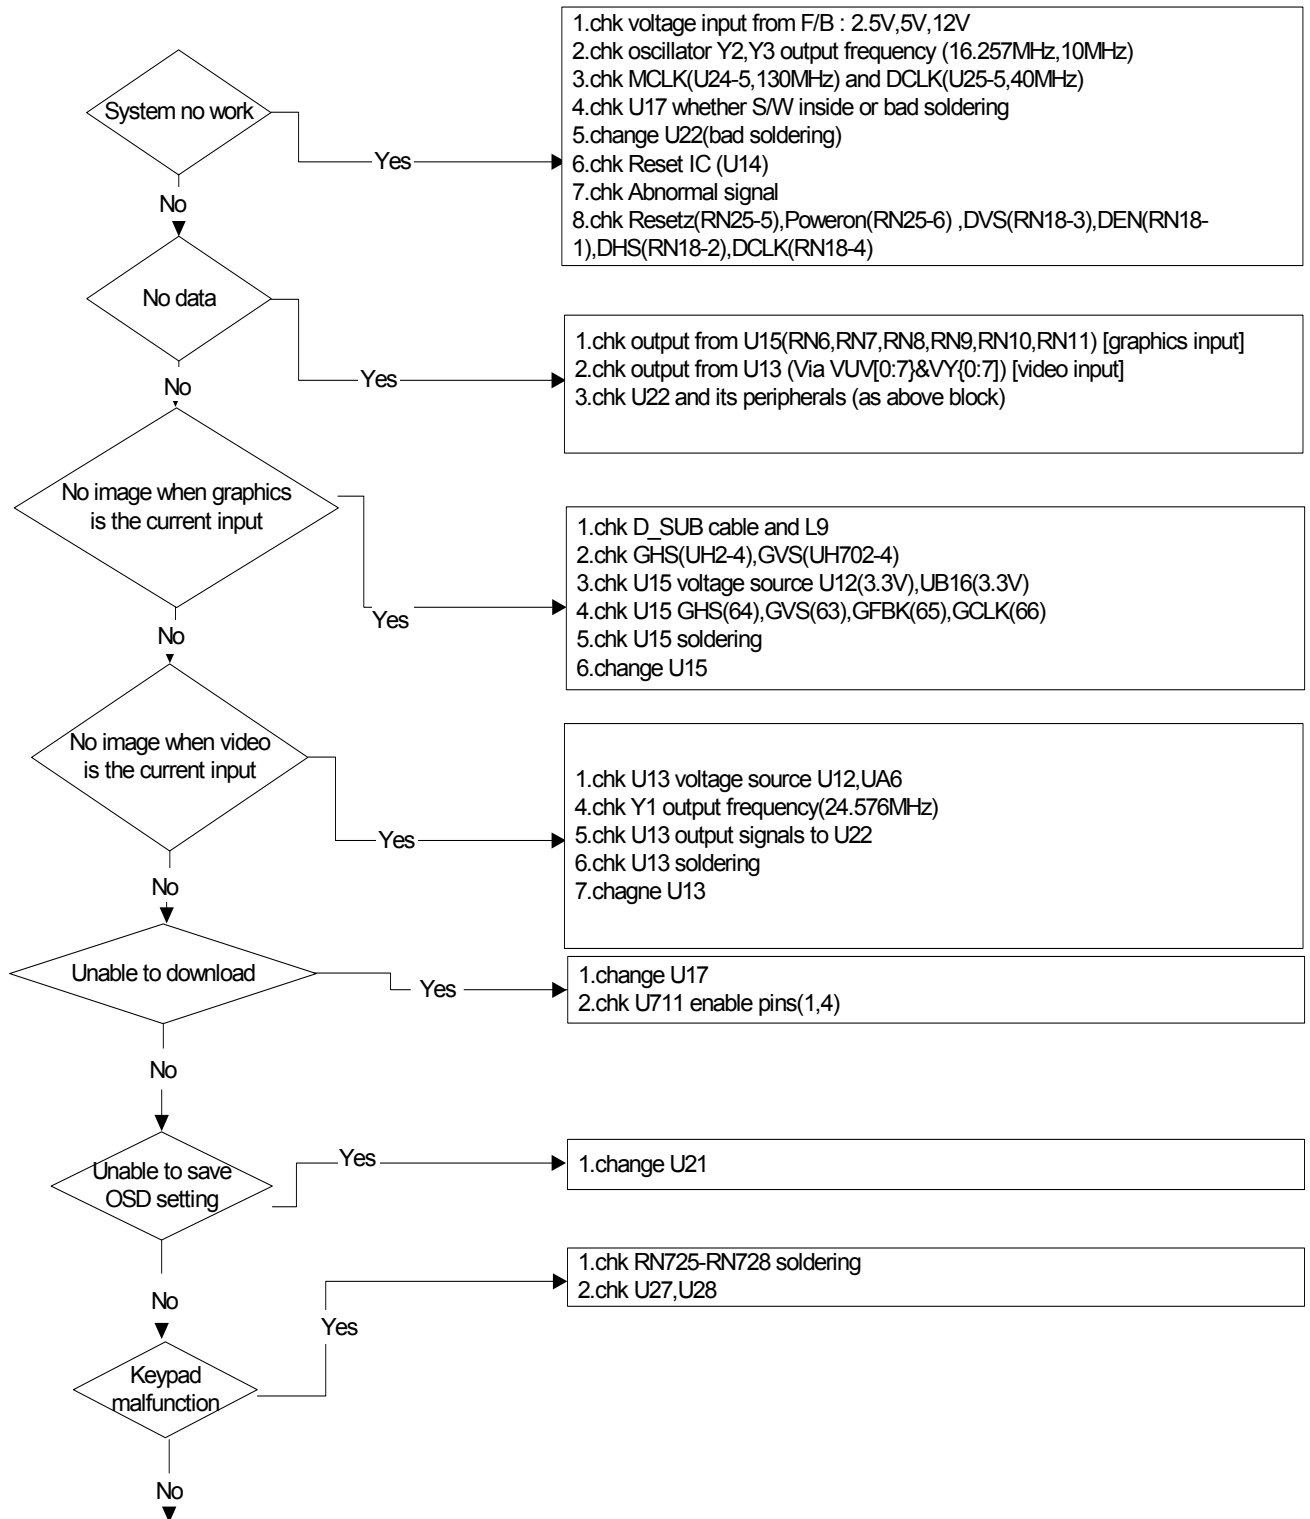 System no work
Yes
1.chk voltage input from F/B : 2.5V,5V,12V
2.chk oscillator Y2,Y3 output frequency (16.257MHz,10MHz)
3.chk MCLK(U24-5,130MHz) and DCLK(U25-5,40MHz)
4.chk U17 whether S/W inside or bad soldering
5.change U22(bad soldering)
6.chk Reset IC (U14)
7.chk Abnormal signal
8.chk Resetz(RN25-5),Poweron(RN25-6) ,DVS(RN18-3),DEN(RN18-
1),DHS(RN18-2),DCLK(RN18-4)
No
No data
Yes
1.chk output from U15(RN6,RN7,RN8,RN9,RN10,RN11) [graphics input]
2.chk output from U13 (Via VUV[0:7}&VY{0:7]) [video input]
3.chk U22 and its peripherals (as above block)
No
No image when graphics
is the current input
Yes
1.chk D_SUB cable and L9
2.chk GHS(UH2-4),GVS(UH702-4)
3.chk U15 voltage source U12(3.3V),UB16(3.3V)
4.chk U15 GHS(64),GVS(63),GFBK(65),GCLK(66)
5.chk U15 soldering
6.change U15
No
No image when video
is the current input
Yes
1.chk U13 voltage source U12,UA6
4.chk Y1 output frequency(24.576MHz)
5.chk U13 output signals to U22
6.chk U13 soldering
7.chagne U13
No
Unable to download
Yes
1.change U17
2.chk U711 enable pins(1,4)
No
Unable to save
OSD setting
Yes
1.change U21
No
Keypad
malfunction
Yes
1.chk RN725-RN728 soldering
2.chk U27,U28
No